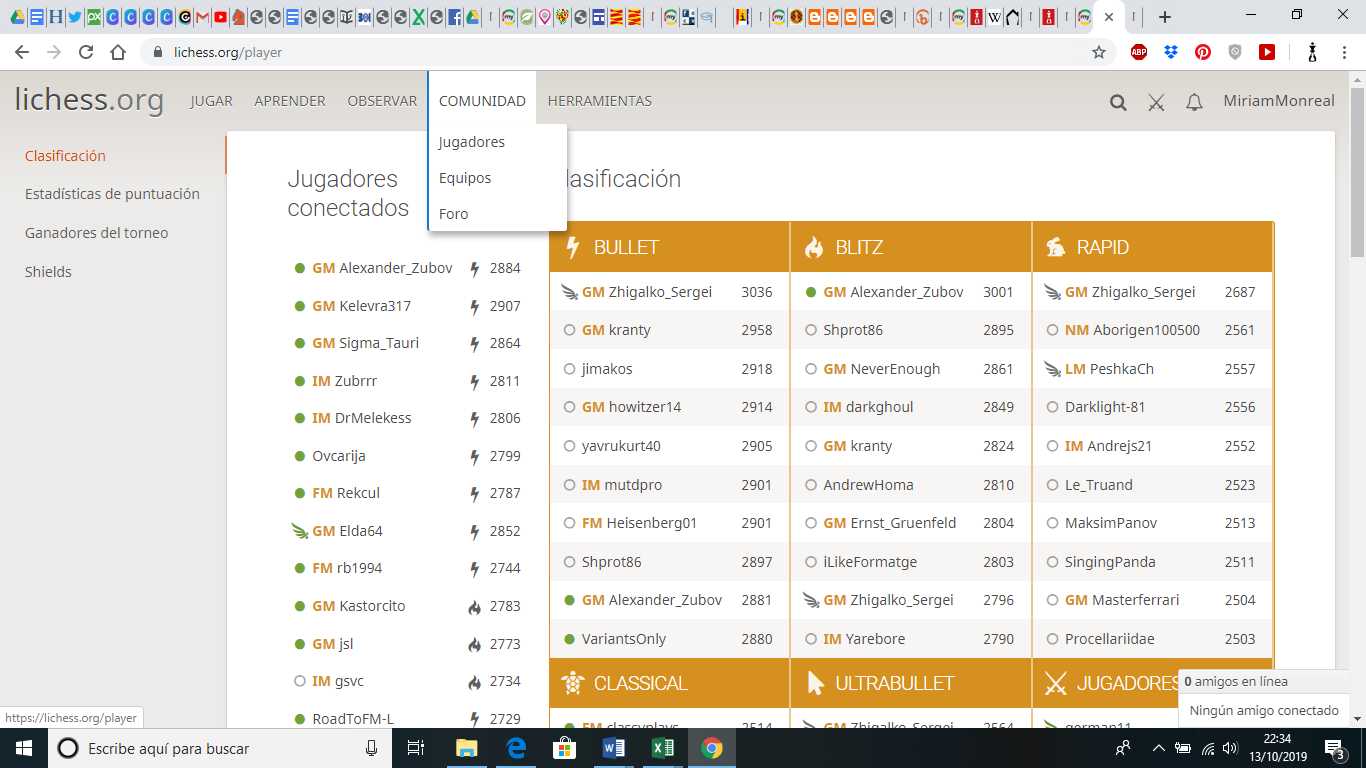 lichess.org/player
lichess.org
JUGAR
APRENDER
OBSERVAR
COMUNIDAD
HERRAMIENTAS
MiriamMonreal
Jugadores
Equipos
Foro
Clasificación
Estadísticas de puntuación
Ganadores del torneo
Shields
Jugadores
conectados
GM Alexander_Zubov 2884
GM Kelevra317 2907
GM Sigma_Tauri 2864
IM Zubrrr 2811
IM DrMelekess 2806
Ovcarija 2799
FM Rekcul 2787
GM Elda64 2852
FM rb1994 2744
GM Kastorcito 2783
GM jsl 2773
IM gsvc 2734
RoadToFM-L 2729
lasificación
BULLET
GM Zhigalko_Sergei 3036
GM kranty 2958
jimakos 2918
GM howitzer14 2914
yavrukurt40 2905
IM mutdpro 2901
FM Heisenberg01 2901
Shprot86 2897
GM Alexander_Zubov 2881
VariantsOnly 2880
BLITZ
GM Alexander_Zubov 3001
Shprot86 2895
GM NeverEnough 2861
IM darkghoul 2849
GM kranty 2824
AndrewHoma 2810
GM Ernst_Gruenfeld 2804
iLikeFormatge 2803
GM Zhigalko_Sergei 2796
IM Yarebore 2790
RAPID
GM Zhigalko_Sergei 2687
NM Aborigen100500 2561
LM PeshkaCh 2557
Darklight-81 2556
IM Andrejs21 2552
Le_Truand 2523
MaksimPanov 2513
SingingPanda 2511
GM Masterferrari 2504
Procellariidae 2503
CLASSICAL
FM classyplays 2514
ULTRABULLET
GM Zhigalko_Sergei 2564
JUGADORES
german11
0 amigos en línea
Ningún amigo conectado
https://lichess.org/player
Escribe aquí para buscar
22:34
13/10/2019
3